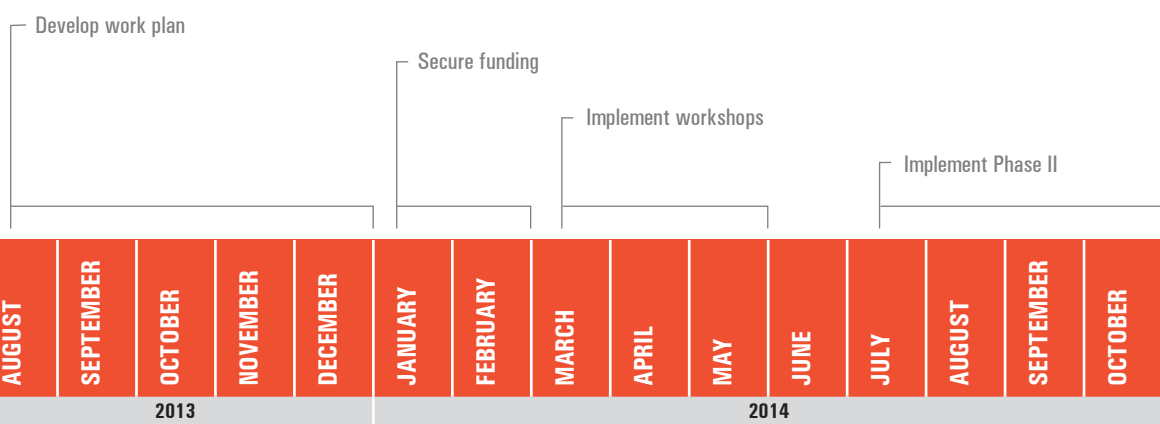 Develop work plan
Secure funding
Implement workshops
Implement Phase II
AUGUST
SEPTEMBER
OCTOBER
NOVEMBER
DECEMBER
JANUARY
FEBRUARY
MARCH
APRIL
MAY
JUNE
JULY
AUGUST
SEPTEMBER
OCTOBER
2013
2014